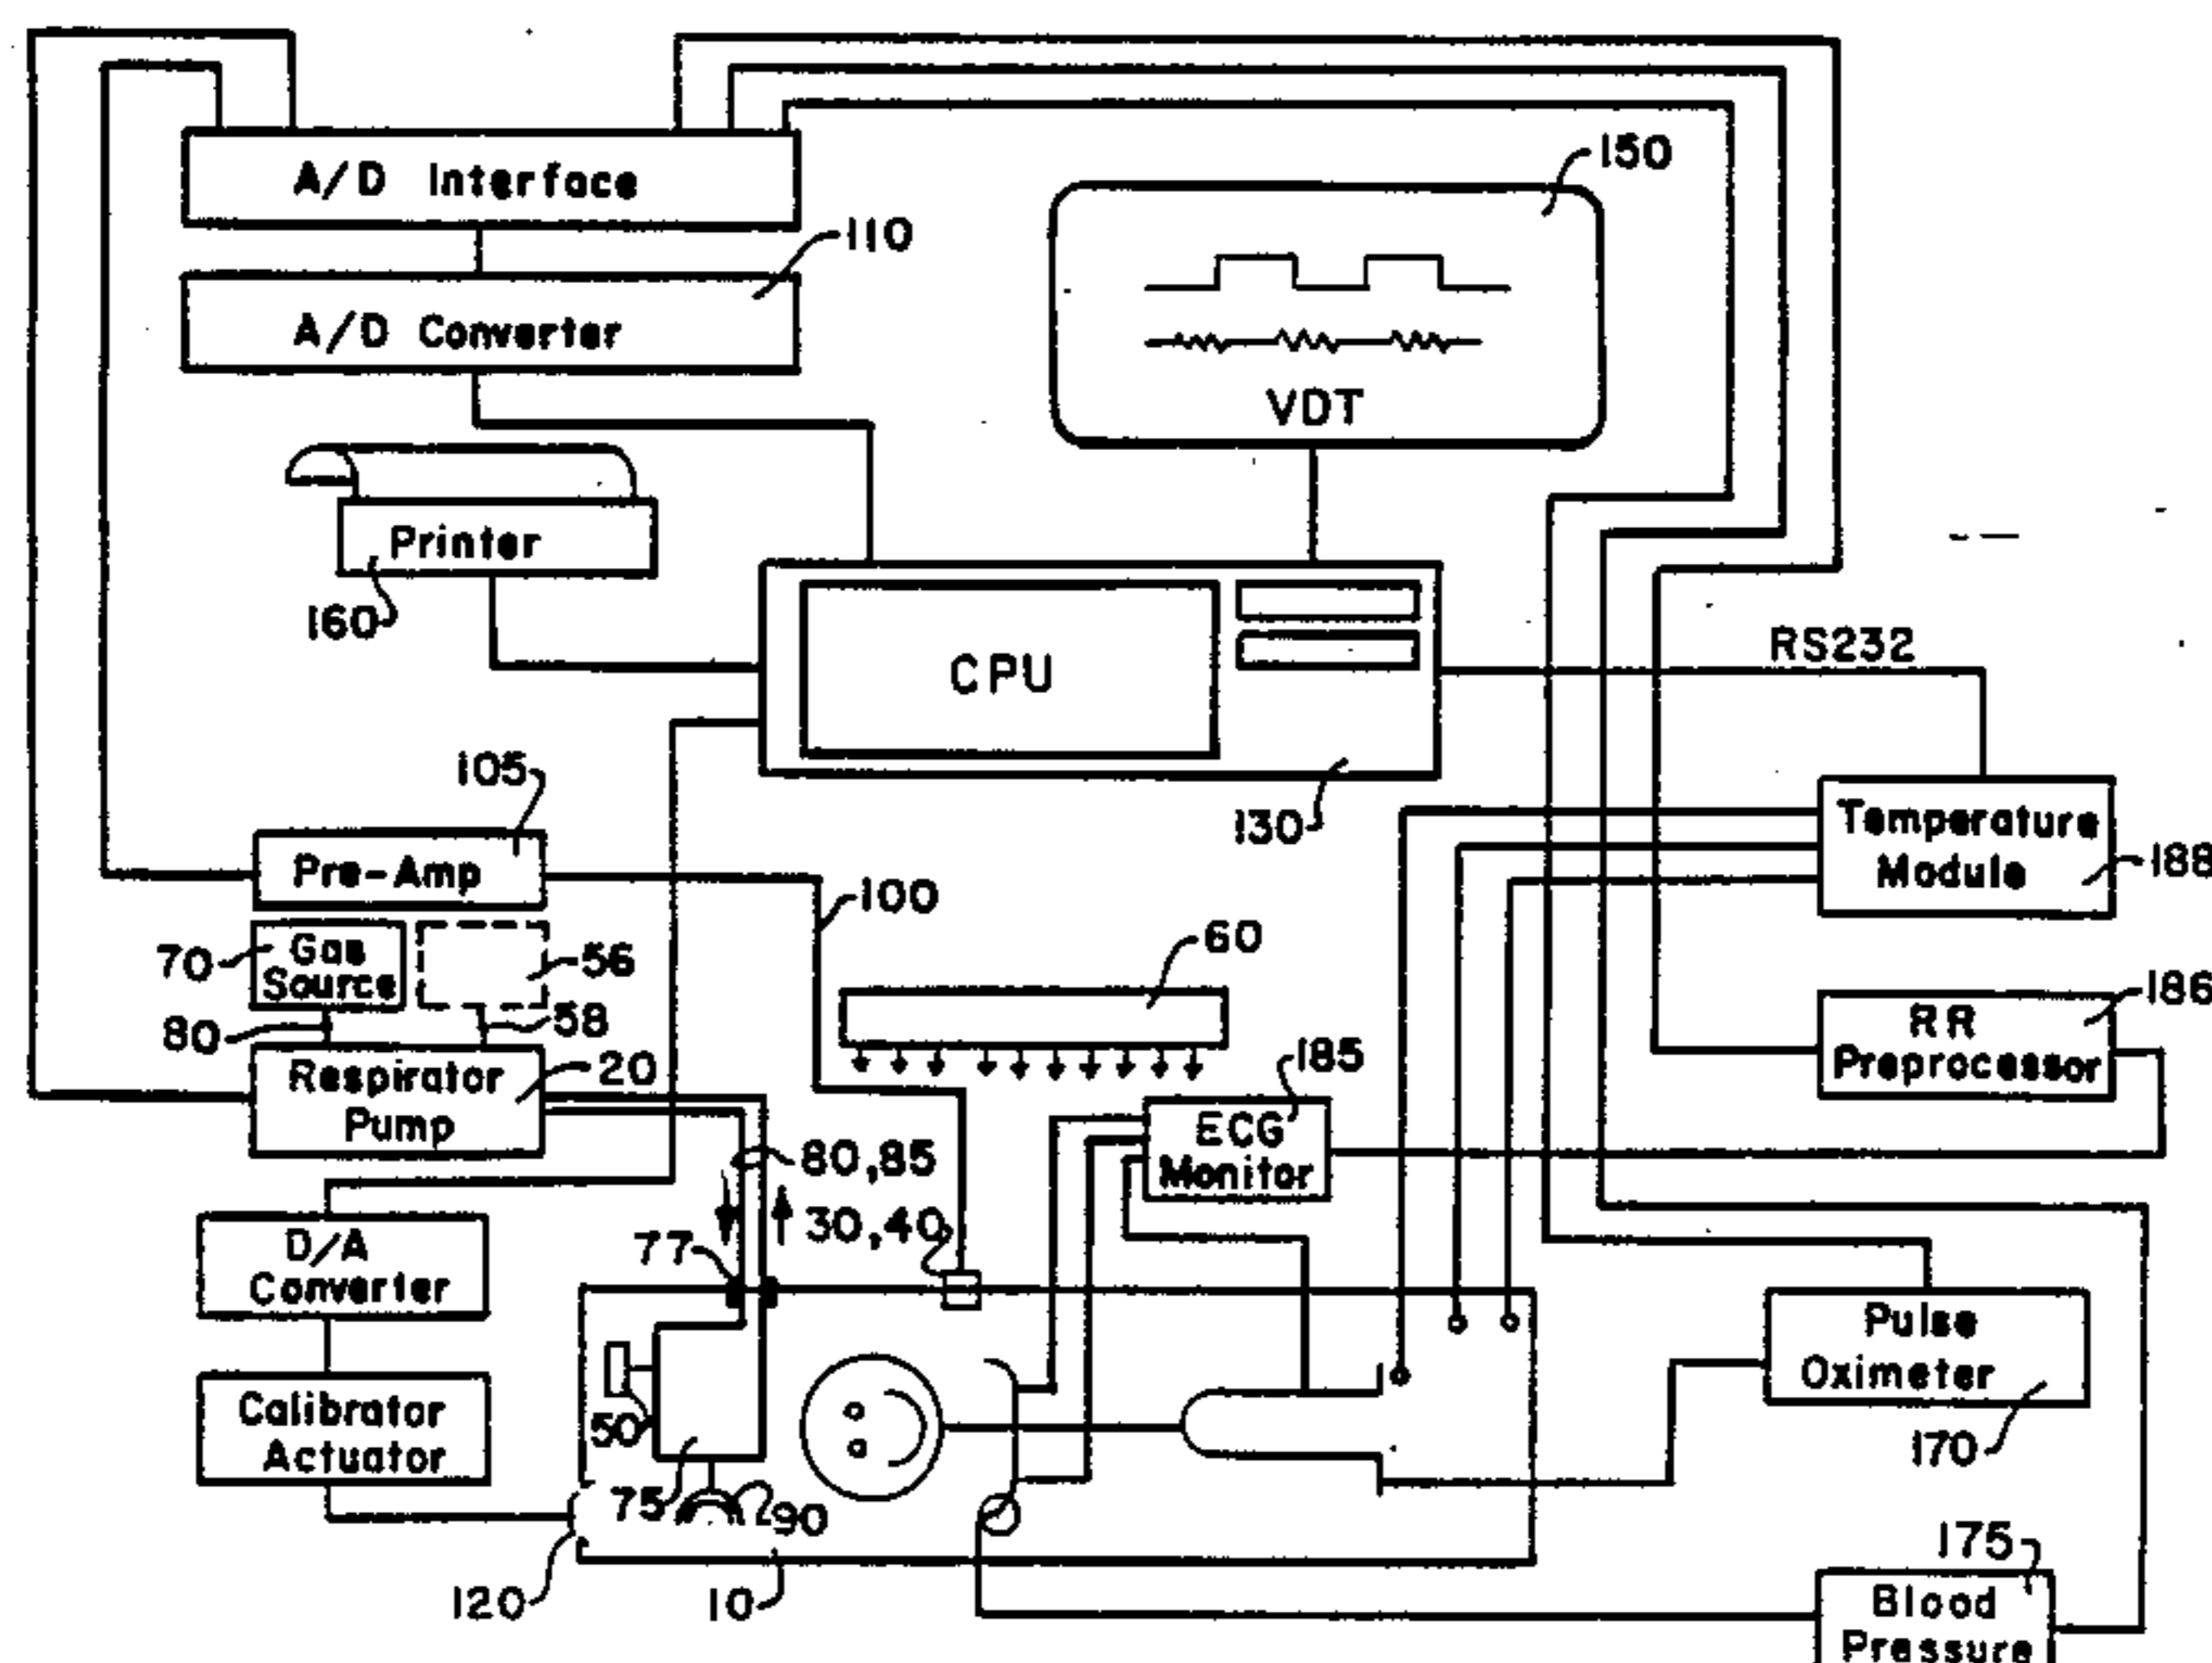 A/D Interface
150
110
A/D Converter
VDT
Printer
160
CPU
RS232
130
105
Pre-Amp
100
Temperature
Module
188
70
Gas
Source
56
60
80
58
186
RR
Preprocessor
Respirator
Pump
20
185
ECG
Monitor
80,85
30,40
77
D/A
Converter
Pulse
Oximeter
170
Calibrator
Actuator
50
75
90
120
10
175
Blood
Pressure